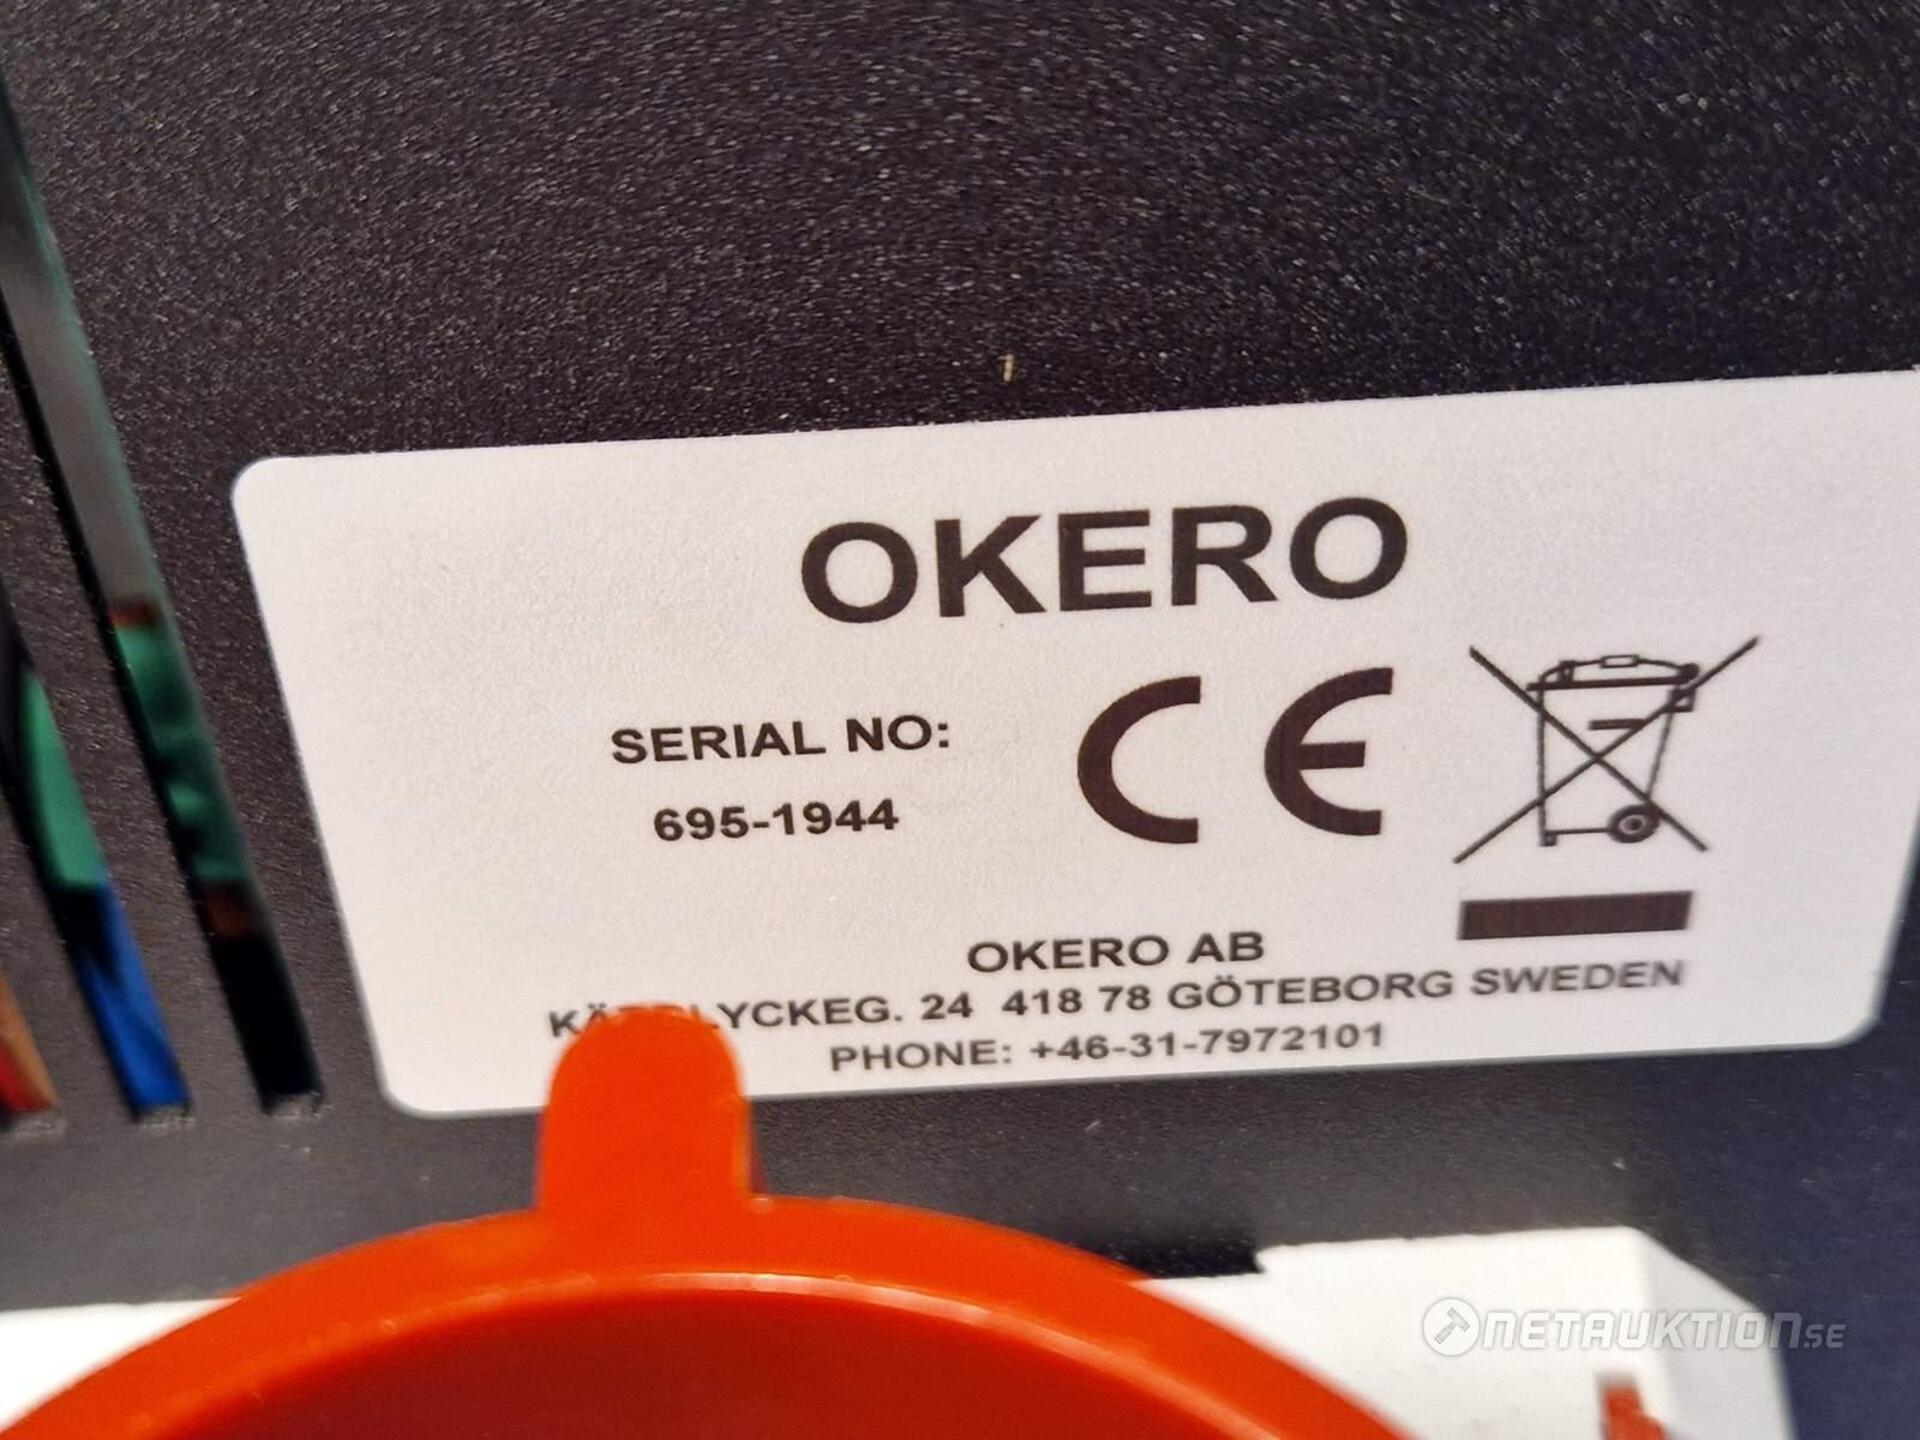 OKERO
SERIAL NO:
695-1944
CE
OKERO AB
24 418 78 GÖTEBORG SWEDEN
PHONE: +46-31-7972101
NETAUKTION.SE